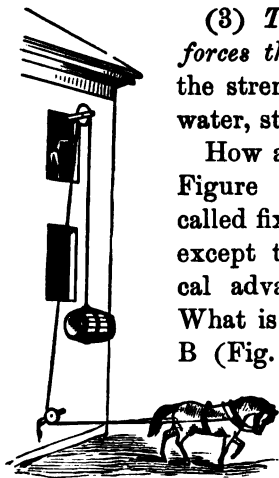 (3) T
forces th
the stren
water, st
How a
Figure
called fix
except t
cal adva
What is
B (Fig.